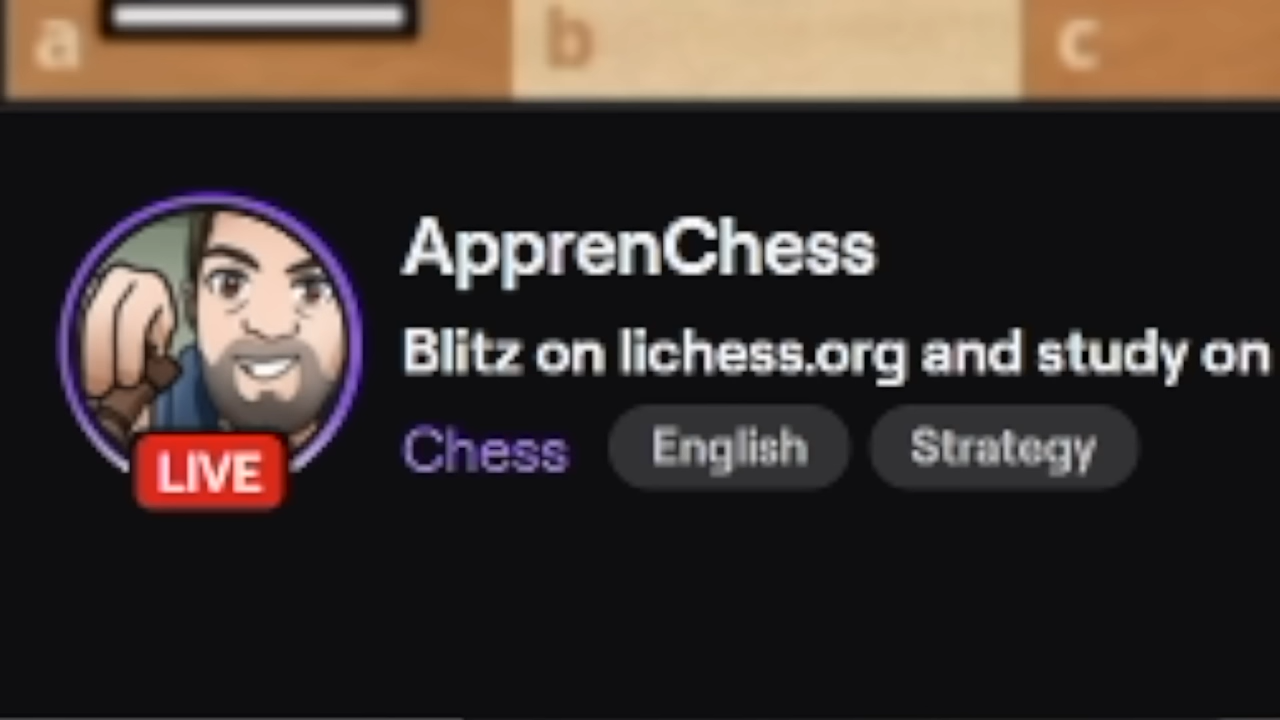 a b c
ApprenChess
Blitz on lichess.org and study on
Chess English Strategy
LIVE